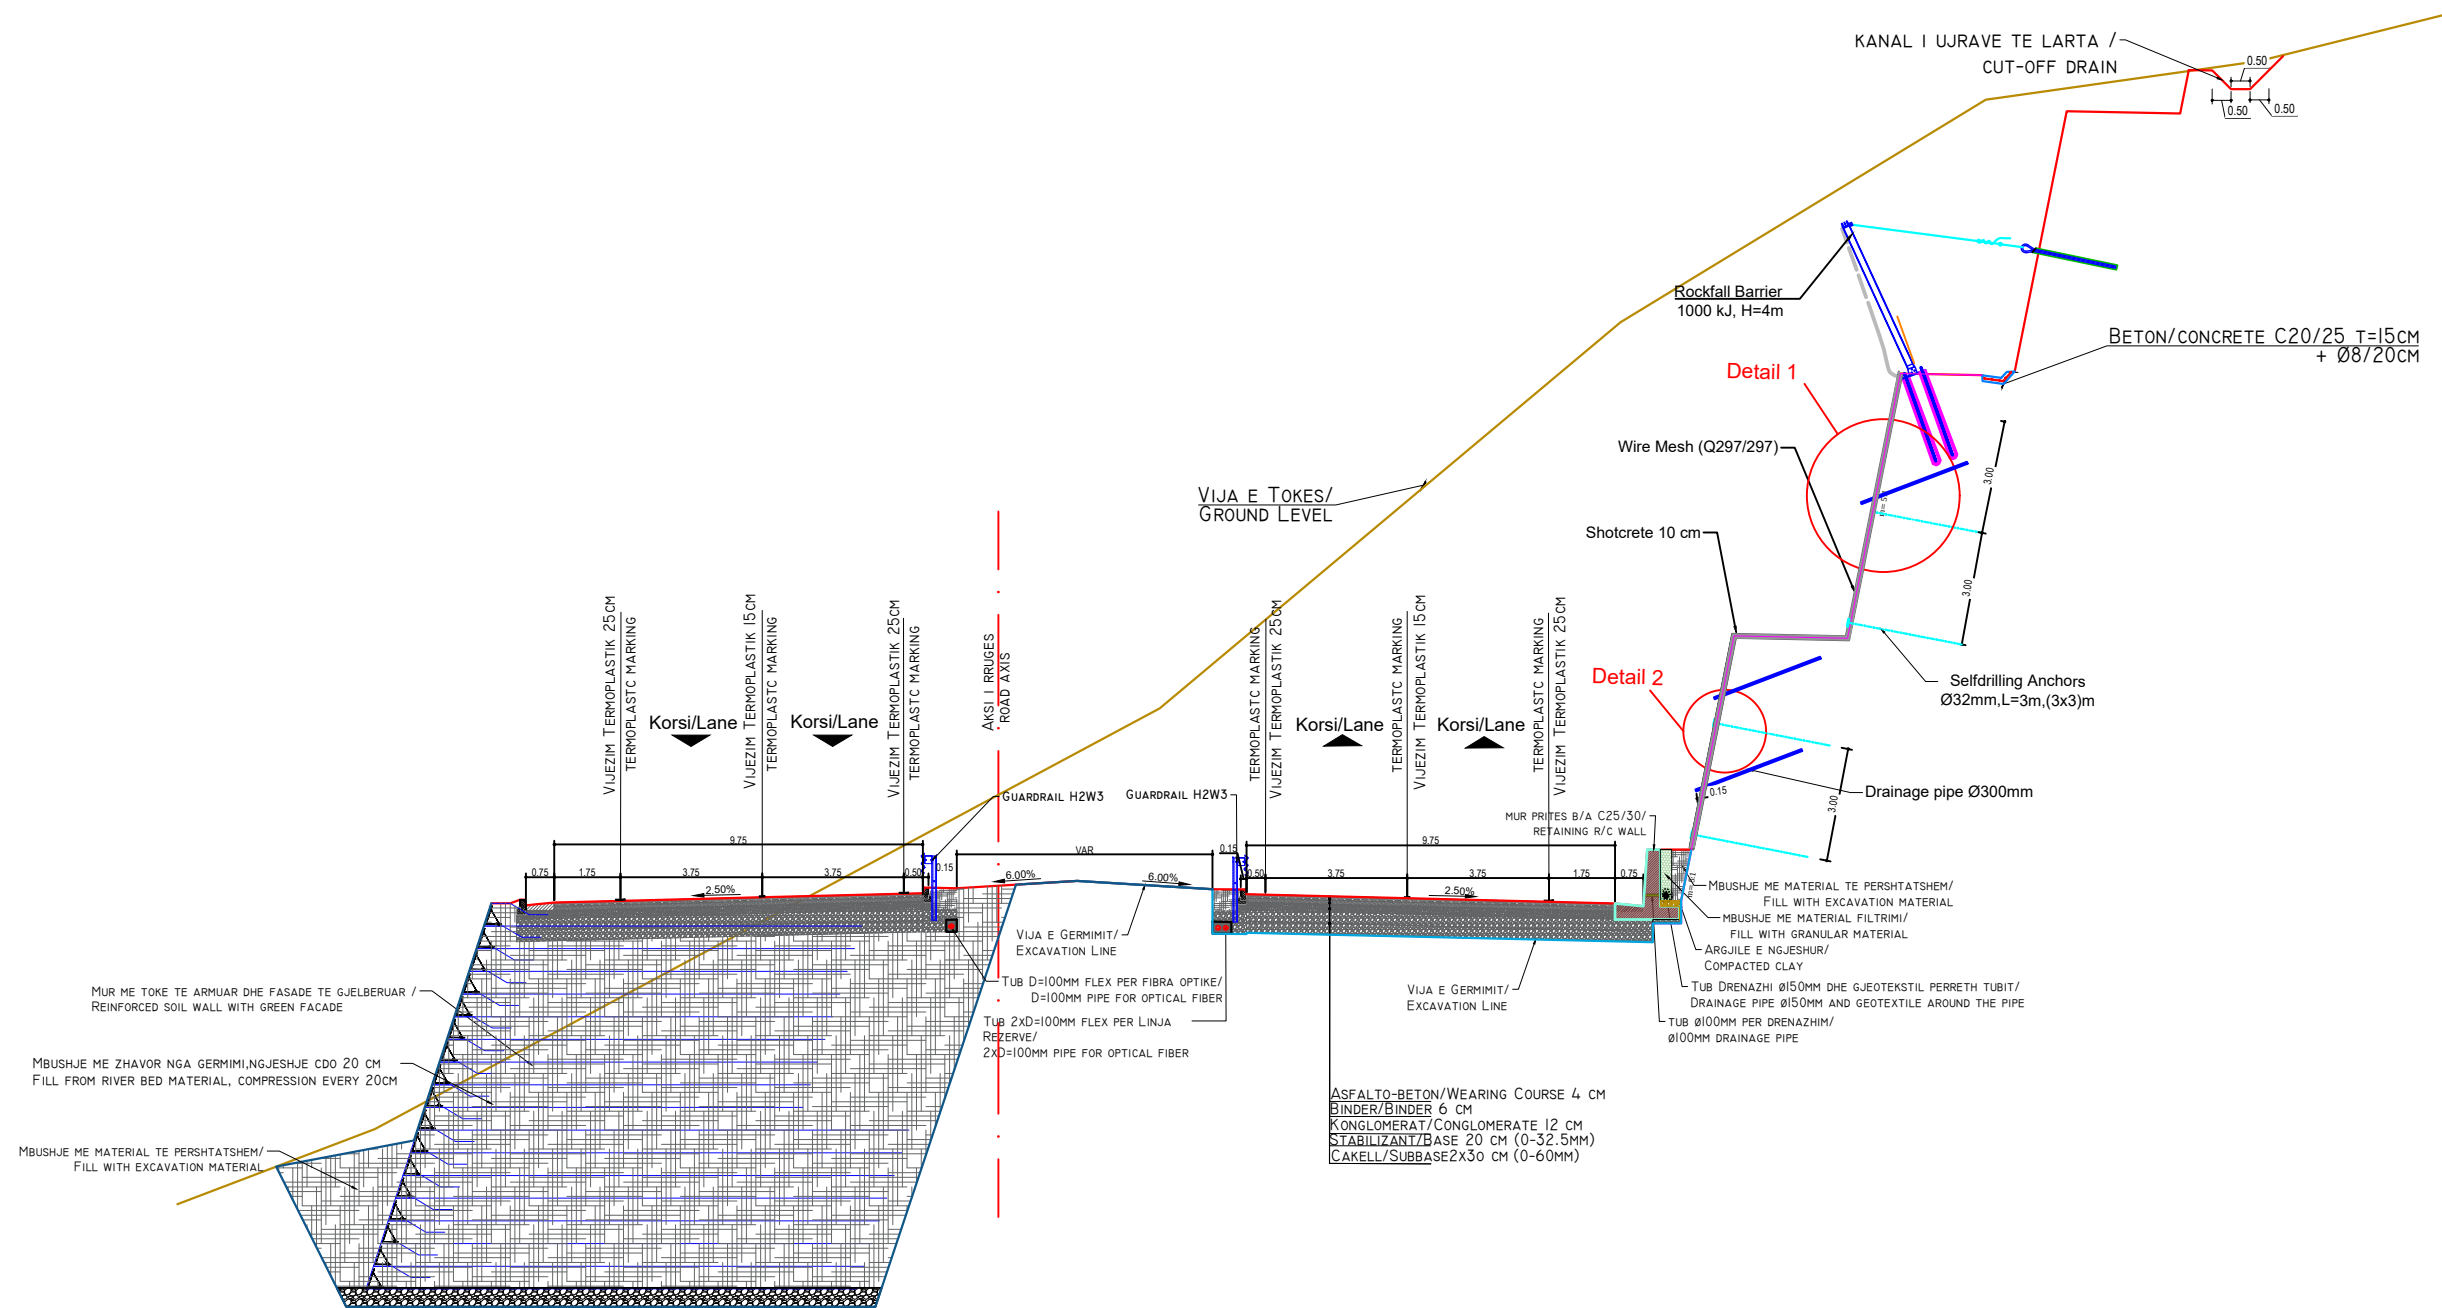 KANAL I UJRAVE TE LARTA /
CUT-OFF DRAIN
0.50
0.50
0.50
Rockfall Barrier
1000 kJ, H=4m
BETON/CONCRETE C20/25 T=15CM
+ Ø8/20CM
Detail 1
Wire Mesh (Q297/297)
3.00
3.00
VIJA E TOKES/
GROUND LEVEL
Shotcrete 10 cm
Detail 2
Selfdrilling Anchors
Ø32mm,L=3m,(3x3)m
3.00
0.15
Drainage pipe Ø300mm
VIJEZIM TERMOPLASTIK 25CM
TERMOPLASTC MARKING
Korsi/Lane
VIJEZIM TERMOPLASTIK 15CM
TERMOPLASTC MARKING
Korsi/Lane
VIJEZIM TERMOPLASTIK 25CM
TERMOPLASTC MARKING
AKSI I RRUGES
ROAD AXIS
TERMOPLASTC MARKING
VIJEZIM TERMOPLASTIK 25CM
Korsi/Lane
TERMOPLASTC MARKING
VIJEZIM TERMOPLASTIK 15CM
Korsi/Lane
TERMOPLASTC MARKING
VIJEZIM TERMOPLASTIK 25CM
GUARDRAIL H2W3
GUARDRAIL H2W3
MUR PRITES B/A C25/30/
RETAINING R/C WALL
9.75
0.15
VAR
0.15
9.75
0.75
1.75
3.75
3.75
0.50
0.50
3.75
3.75
1.75
0.75
2.50%
6.00%
6.00%
2.50%
MBUSHJE ME MATERIAL TE PERSHTATSHEM/
FILL WITH EXCAVATION MATERIAL
MBUSHJE ME MATERIAL FILTRIMI/
FILL WITH GRANULAR MATERIAL
ARGJILE E NGJESHUR/
COMPACTED CLAY
TUB DRENAZHI Ø150MM DHE GJEOTEKSTIL PERRETH TUBIT/
DRAINAGE PIPE Ø150MM AND GEOTEXTILE AROUND THE PIPE
TUB Ø100MM PER DRENAZHIM/
Ø100MM DRAINAGE PIPE
VIJA E GERMIMIT/
EXCAVATION LINE
VIJA E GERMIMIT/
EXCAVATION LINE
TUB D=100MM FLEX PER FIBRA OPTIKE/
D=100MM PIPE FOR OPTICAL FIBER
TUB 2XD=100MM FLEX PER LINJA
REZERVE/
2XD=100MM PIPE FOR OPTICAL FIBER
MUR ME TOKE TE ARMUAR DHE FASADE TE GJELBERUAR /
REINFORCED SOIL WALL WITH GREEN FACADE
MBUSHJE ME ZHAVOR NGA GERMIMI,NGJESHJE CDO 20 CM
FILL FROM RIVER BED MATERIAL, COMPRESSION EVERY 20CM
MBUSHJE ME MATERIAL TE PERSHTATSHEM/
FILL WITH EXCAVATION MATERIAL
ASFALTO-BETON/WEARING COURSE 4 CM
BINDER/BINDER 6 CM
KONGLOMERAT/CONGLOMERATE 12 CM
STABILIZANT/BASE 20 CM (0-32.5MM)
CAKELL/SUBBASE2X30 CM (0-60MM)